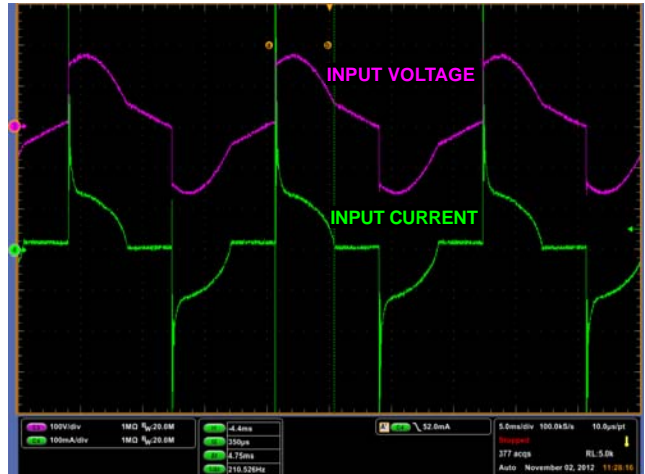 a b
INPUT VOLTAGE
INPUT CURRENT
100V/div 1MΩ 20.0M
100mA/div 1MΩ 20.0M
-4.4ms
350µs
4.75ms
210.526Hz
52.0mA
5.0ms/div 100.0kS/s 10.0µs/pt
Stopped
377 acqs RL:5.0k
Auto November 02, 2012 11:26:16